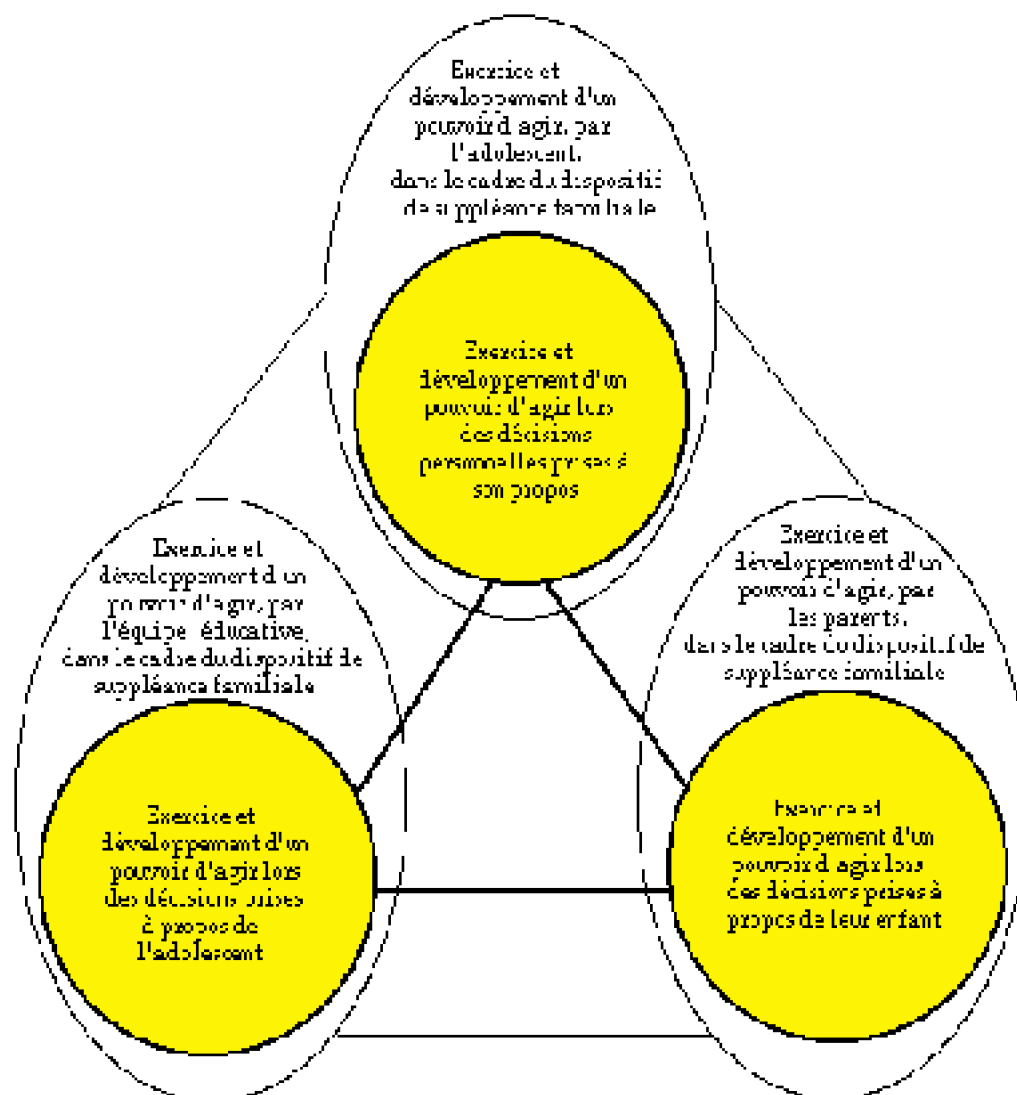 Exercice et
développement d'un
pouvoir d'agir, par
l'adolescent,
dans le cadre du dispositif
de suppléance familiale
Exercice et
développement d'un
pouvoir d'agir lors
des décisions
personnelles prises à
son propos
Exercice et
développement d'un
pouvoir d'agir, par
l'équipe éducative,
dans le cadre du dispositif de
suppléance familiale
Exercice et
développement d'un
pouvoir d'agir lors
des décisions prises
à propos de
l'adolescent
Exercice et
développement d'un
pouvoir d'agir, par
les parents,
dans le cadre du dispositif de
suppléance familiale
Exercice et
développement d'un
pouvoir d'agir lors
des décisions prises à
propos de leur enfant